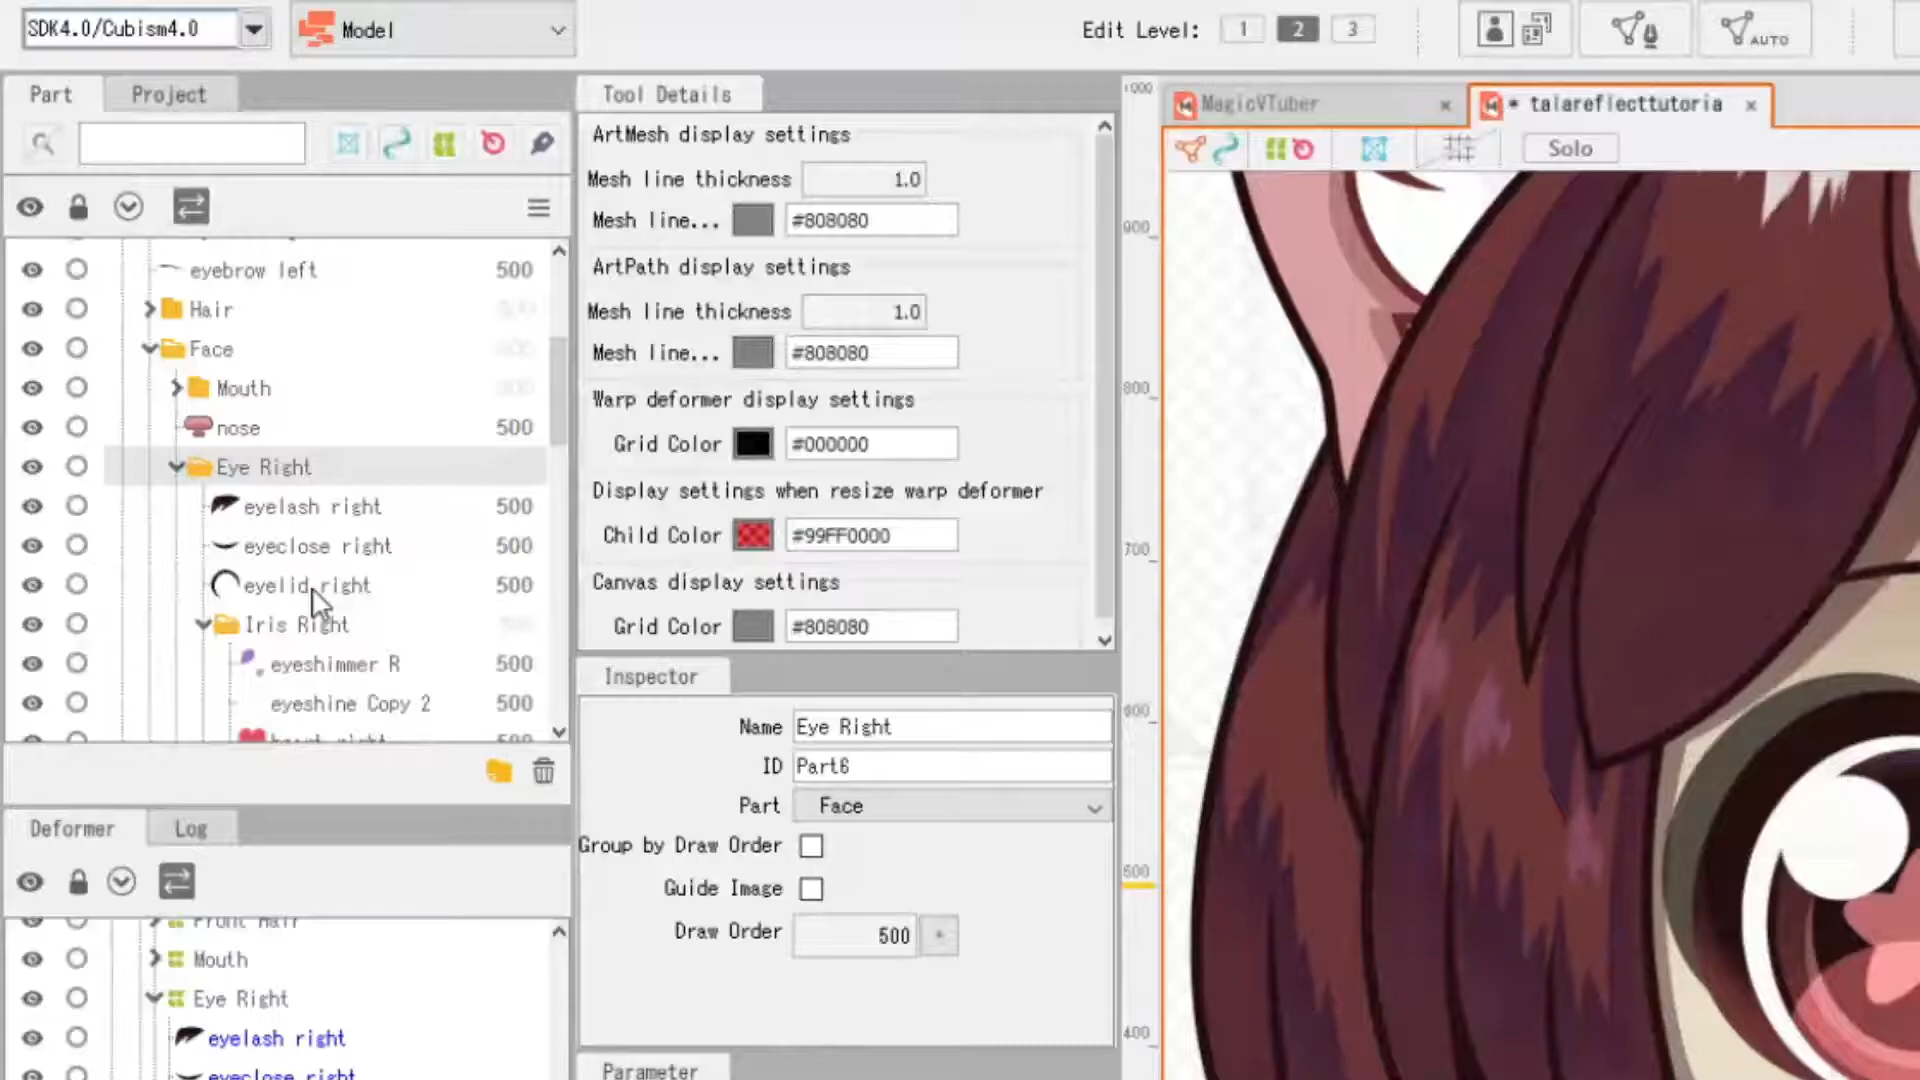 SDK4.0/Cubism4.0
Model
Edit Level: 1 2 3
AUTO
Part Project
Tool Details
MagicVTuber × * talareflecttutoria ×
Solo
ArtMesh display settings
Mesh line thickness 1.0
Mesh line... #808080
ArtPath display settings
Mesh line thickness 1.0
Mesh line... #808080
Warp deformer display settings
Grid Color #000000
Display settings when resize warp deformer
Child Color #99FF0000
Canvas display settings
Grid Color #808080
eyebrow left 500
Hair
Face
Mouth
nose 500
Eye Right
eyelash right 500
eyeclose right 500
eyelid right 500
Iris Right
eyeshimmer R 500
eyeshine Copy 2 500
heart right 500
Inspector
Name Eye Right
ID Part6
Part Face
Group by Draw Order
Guide Image
Draw Order 500
Parameter
Deformer Log
Front Hair
Mouth
Eye Right
eyelash right
eyeclose right
1000
900
800
700
600
500
400